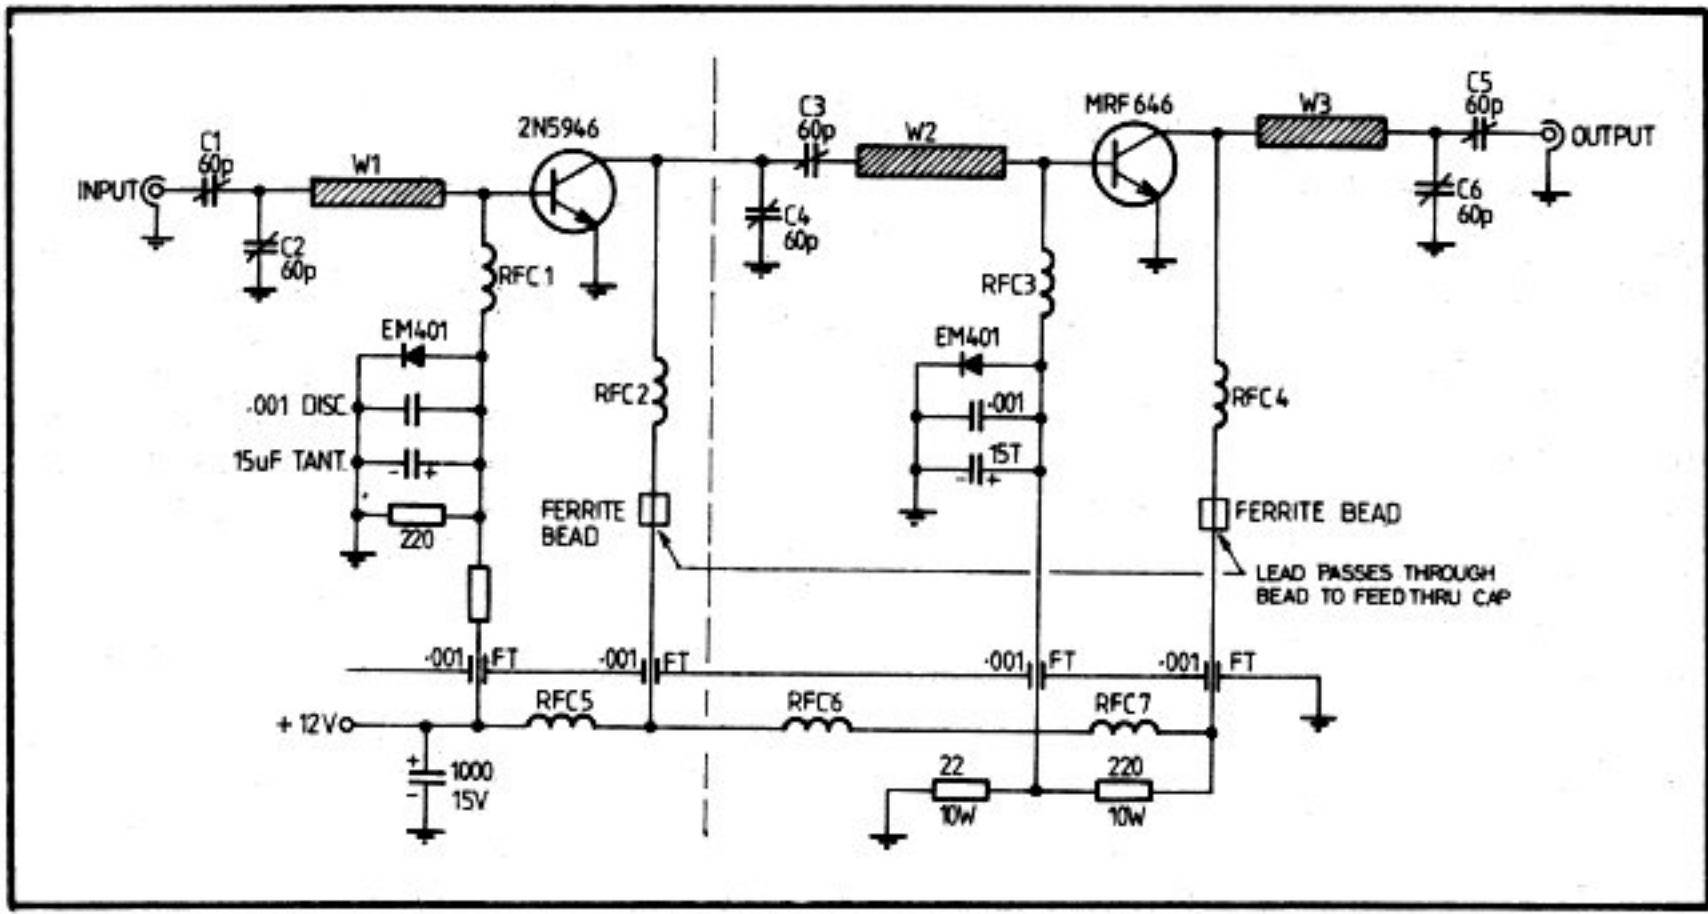 C5
60p
C3
60p
MRF646
W3
2N5946
W2
OUTPUT
C1
60p
W1
INPUT
C6
60p
C4
60p
C2
60p
RFC1
RFC3
EM401
EM401
RFC2
RFC4
.001 DISC.
.001
15uF TANT.
- +
15T
- +
220
FERRITE
BEAD
FERRITE BEAD
LEAD PASSES THROUGH
BEAD TO FEEDTHRU CAP
.001 FT
.001 FT
.001 FT
.001 FT
RFC5
RFC6
RFC7
+12V
+
-
1000
15V
22
10W
220
10W